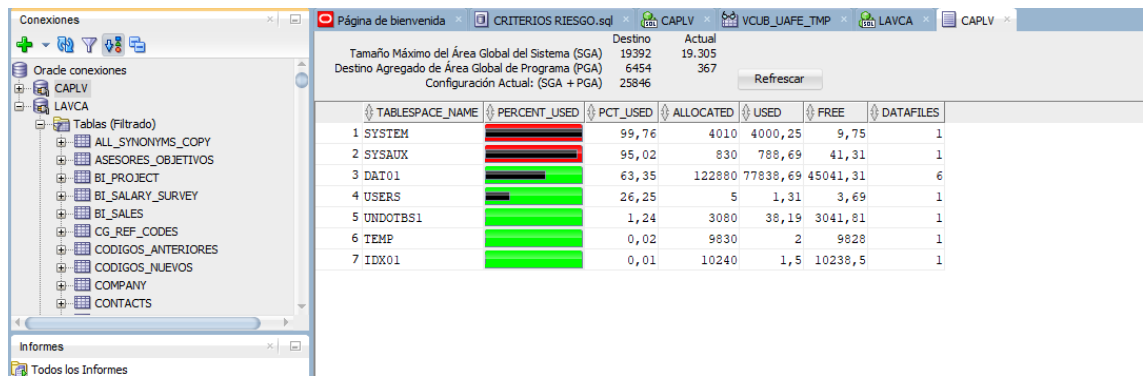 Conexiones
Oracle conexiones
CAPLV
LAVCA
Tablas (Filtrado)
ALL_SYNONYMS_COPY
ASESORES_OBJETIVOS
BI_PROJECT
BI_SALARY_SURVEY
BI_SALES
CG_REF_CODES
CODIGOS_ANTERIORES
CODIGOS_NUEVOS
COMPANY
CONTACTS
Informes
Todos los Informes
Página de bienvenida CRITERIOS RIESGO.sql CAPLV VCUB_UAFE_TMP LAVCA CAPLV
Destino Actual
Tamaño Máximo del Área Global del Sistema (SGA) 19392 19.305
Destino Agregado de Área Global de Programa (PGA) 6454 367
Configuración Actual: (SGA + PGA) 25846 Refrescar
TABLESPACE_NAME PERCENT_USED PCT_USED ALLOCATED USED FREE DATAFILES
1 SYSTEM 99,76 4010 4000,25 9,75 1
2 SYSAUX 95,02 830 788,69 41,31 1
3 DAT01 63,35 122880 77838,69 45041,31 6
4 USERS 26,25 5 1,31 3,69 1
5 UNDOTBS1 1,24 3080 38,19 3041,81 1
6 TEMP 0,02 9830 2 9828 1
7 IDX01 0,01 10240 1,5 10238,5 1